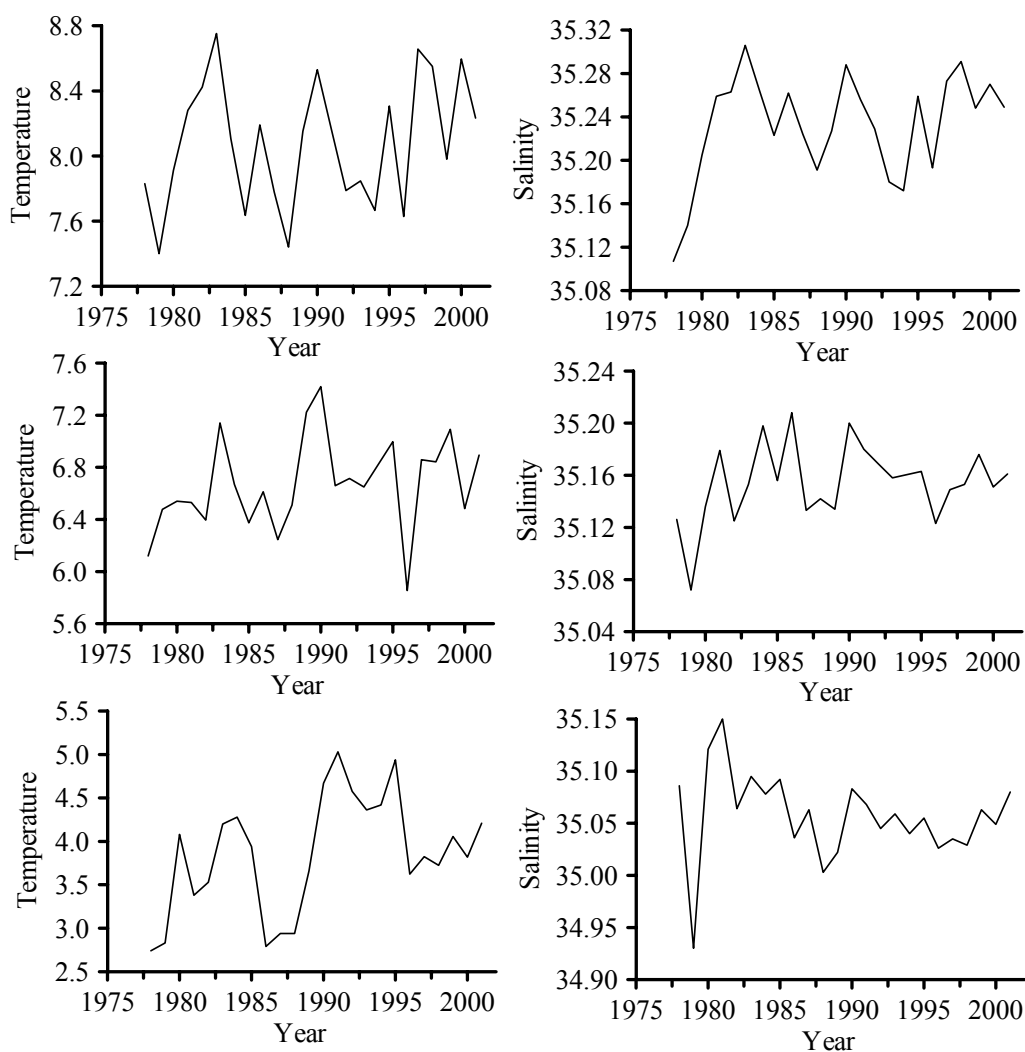 Temperature
8.8
8.4
8.0
7.6
7.2
1975 1980 1985 1990 1995 2000
Year
Salinity
35.32
35.28
35.24
35.20
35.16
35.12
35.08
1975 1980 1985 1990 1995 2000
Year
Temperature
7.6
7.2
6.8
6.4
6.0
5.6
1975 1980 1985 1990 1995 2000
Year
Salinity
35.24
35.20
35.16
35.12
35.08
35.04
1975 1980 1985 1990 1995 2000
Year
Temperature
5.5
5.0
4.5
4.0
3.5
3.0
2.5
1975 1980 1985 1990 1995 2000
Year
Salinity
35.15
35.10
35.05
35.00
34.95
34.90
1975 1980 1985 1990 1995 2000
Year